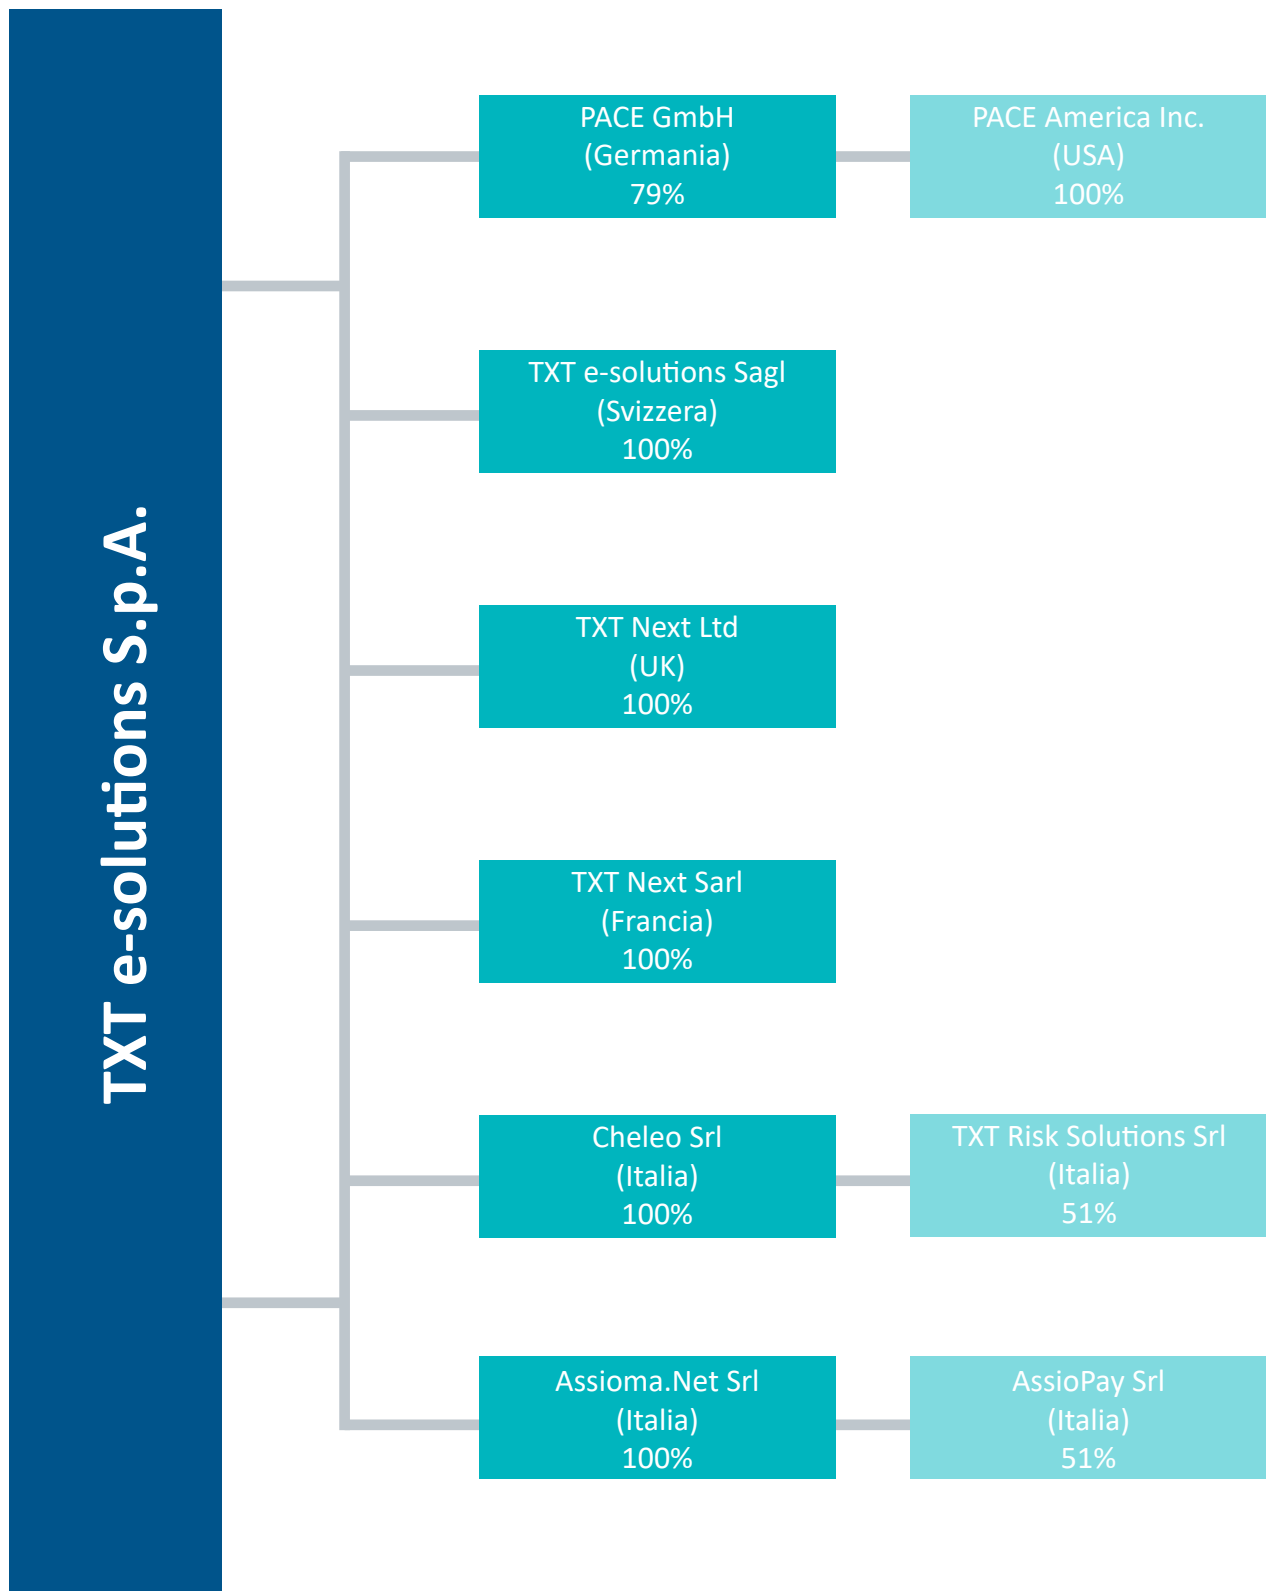 TXT e-solutions S.p.A.
PACE GmbH
(Germania)
79%
PACE America Inc.
(USA)
100%
TXT e-solutions Sagl
(Svizzera)
100%
TXT Next Ltd
(UK)
100%
TXT Next Sarl
(Francia)
100%
Cheleo Srl
(Italia)
100%
TXT Risk Solutions Srl
(Italia)
51%
Assioma.Net Srl
(Italia)
100%
AssioPay Srl
(Italia)
51%